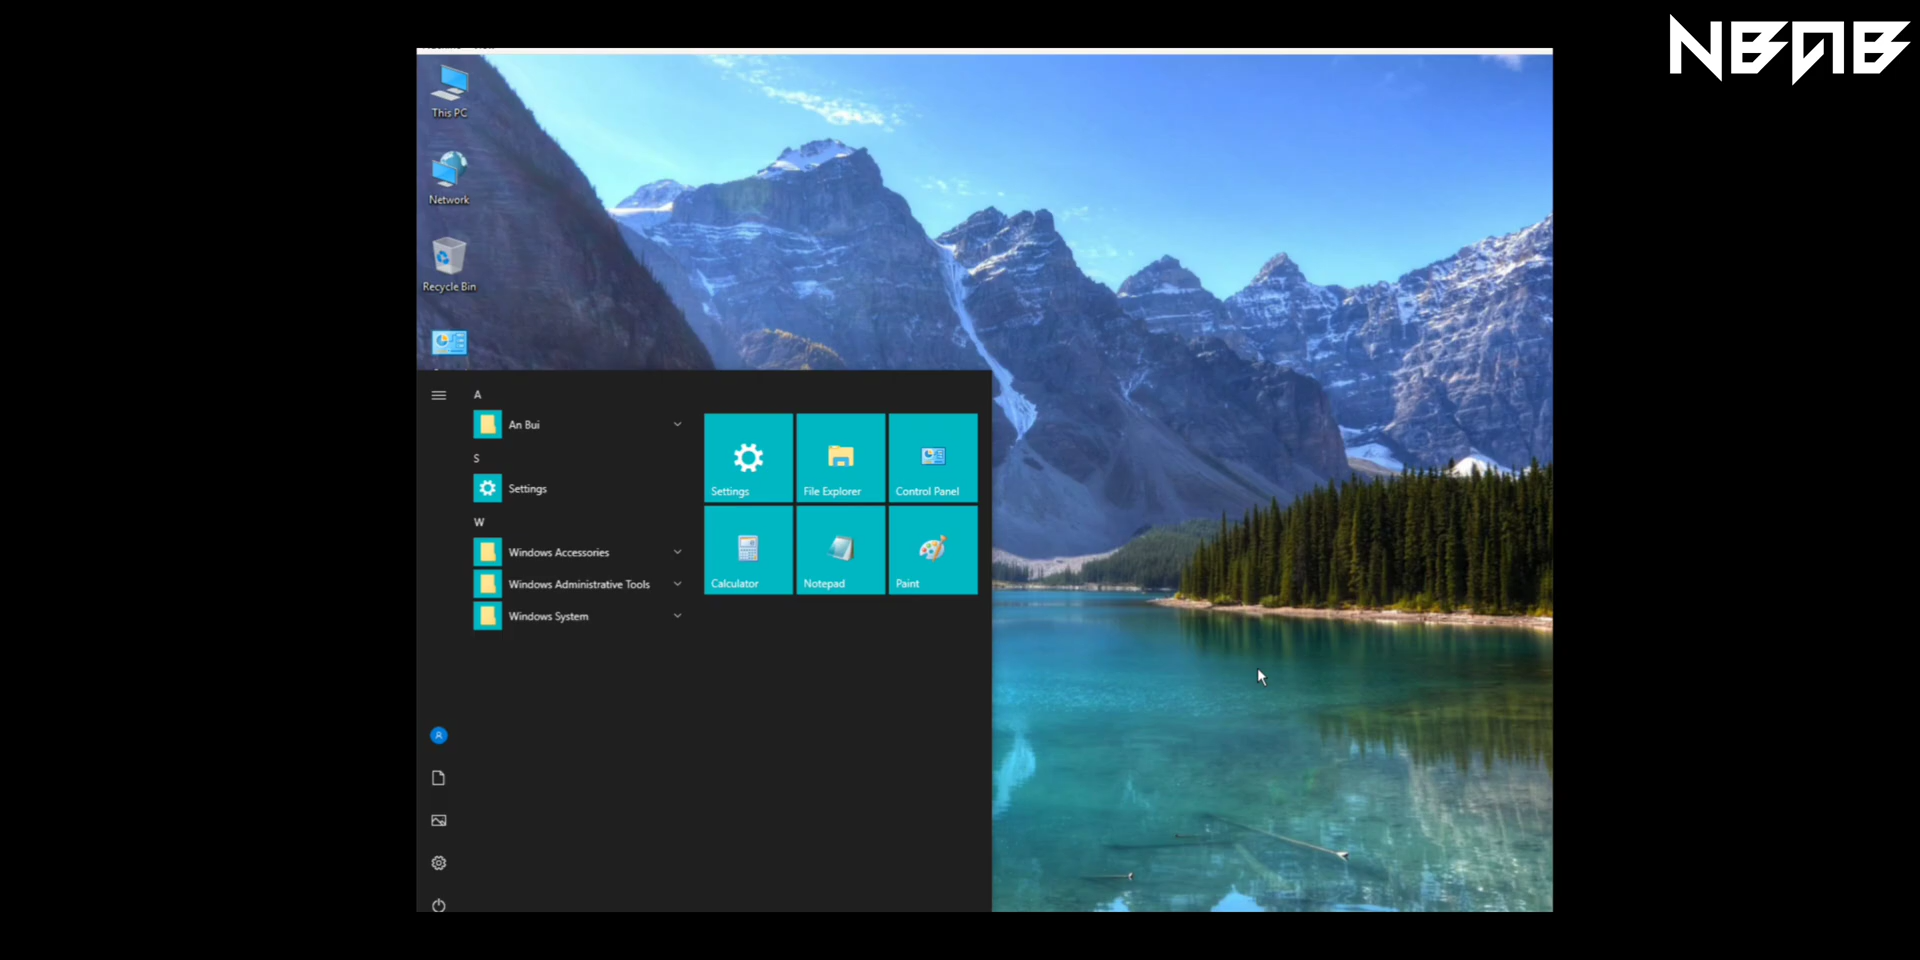 NBAB
This PC
Network
Recycle Bin
A
An Bui
S
Settings
W
Windows Accessories
Windows Administrative Tools
Windows System
Settings
File Explorer
Control Panel
Calculator
Notepad
Paint